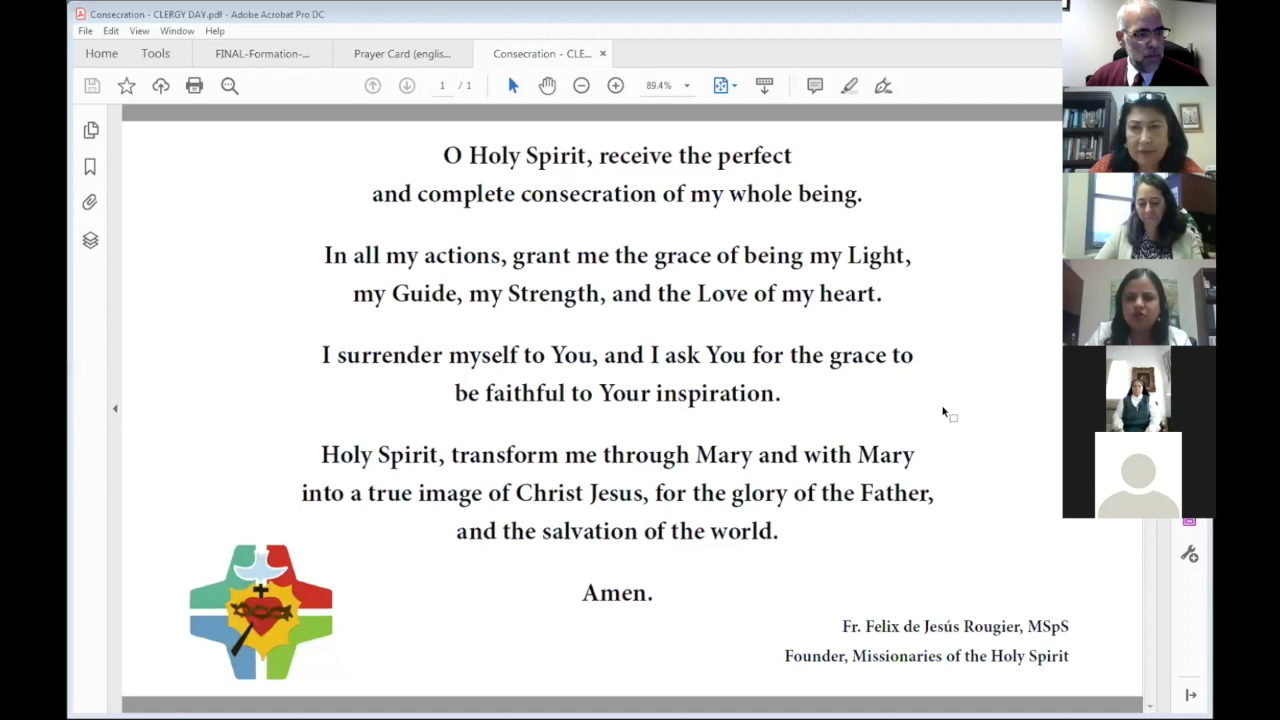 Consecration - CLERGY DAY.pdf - Adobe Acrobat Pro DC
File Edit View Window Help
Home Tools FINAL-Formation-... Prayer Card (englis... Consecration - CLE... ×
1 / 1 89.4%
O Holy Spirit, receive the perfect
and complete consecration of my whole being.
In all my actions, grant me the grace of being my Light,
my Guide, my Strength, and the Love of my heart.
I surrender myself to You, and I ask You for the grace to
be faithful to Your inspiration.
Holy Spirit, transform me through Mary and with Mary
into a true image of Christ Jesus, for the glory of the Father,
and the salvation of the world.
Amen.
Fr. Felix de Jesús Rougier, MSpS
Founder, Missionaries of the Holy Spirit